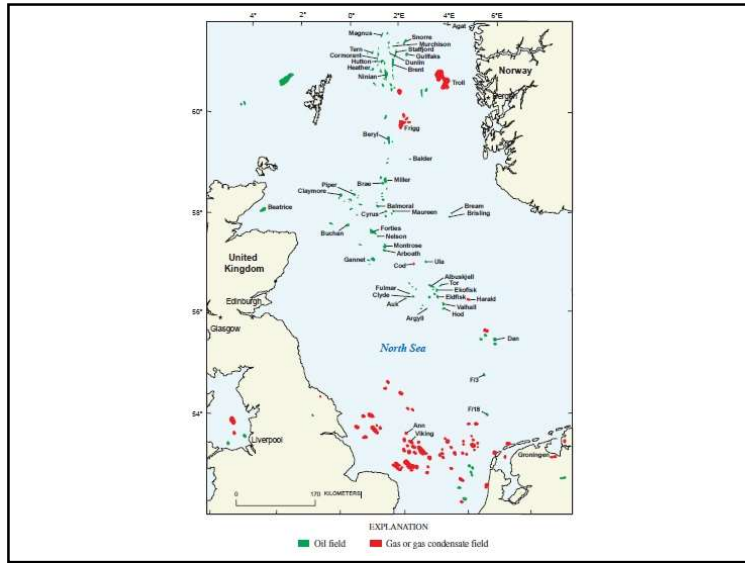 4° 0° 2°E 4° 6°E
Agat
Magnus
Snorre
Murchison
Tern
Statfjord
Cormorant
Gullfaks
Hutton
Dunlin
Heather
Brent
Ninian
Norway
Troll
Bergen
60°
Frigg
Beryl
Balder
Piper
Brae
Miller
Claymore
Beatrice
Balmoral
Bream
58°
Cyrus
Maureen
Brisling
Buchan
Forties
Nelson
United
Kingdom
Montrose
Arboath
Gannet
Cod
Ula
Albuskjell
Tor
Fulmar
Ekofisk
Clyde
Eldfisk
Harald
Edinburgh
Auk
Valhall
56°
Argyll
Hod
Glasgow
Dan
North Sea
F/3
F/18
54°
Ann
Viking
Liverpool
Groningen
0 170 KILOMETERS
EXPLANATION
Oil field Gas or gas condensate field